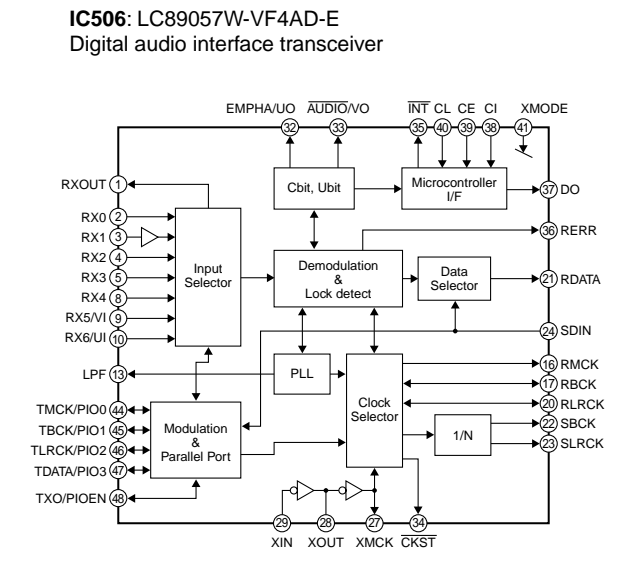 IC506: LC89057W-VF4AD-E
Digital audio interface transceiver
EMPHA/UO AUDIO/VO INT CL CE CI XMODE
32 33 35 40 39 38 41
RXOUT 1
Cbit, Ubit
Microcontroller
I/F
37 DO
RX0 2
RX1 3
RX2 4
RX3 5
RX4 8
RX5/VI 9
RX6/UI 10
Input
Selector
36 RERR
Demodulation
&
Lock detect
Data
Selector
21 RDATA
24 SDIN
LPF 13
PLL
Clock
Selector
16 RMCK
17 RBCK
20 RLRCK
22 SBCK
23 SLRCK
1/N
TMCK/PIO0 44
TBCK/PIO1 45
TLRCK/PIO2 46
TDATA/PIO3 47
TXO/PIOEN 48
Modulation
&
Parallel Port
29 28 27 34
XIN XOUT XMCK CKST